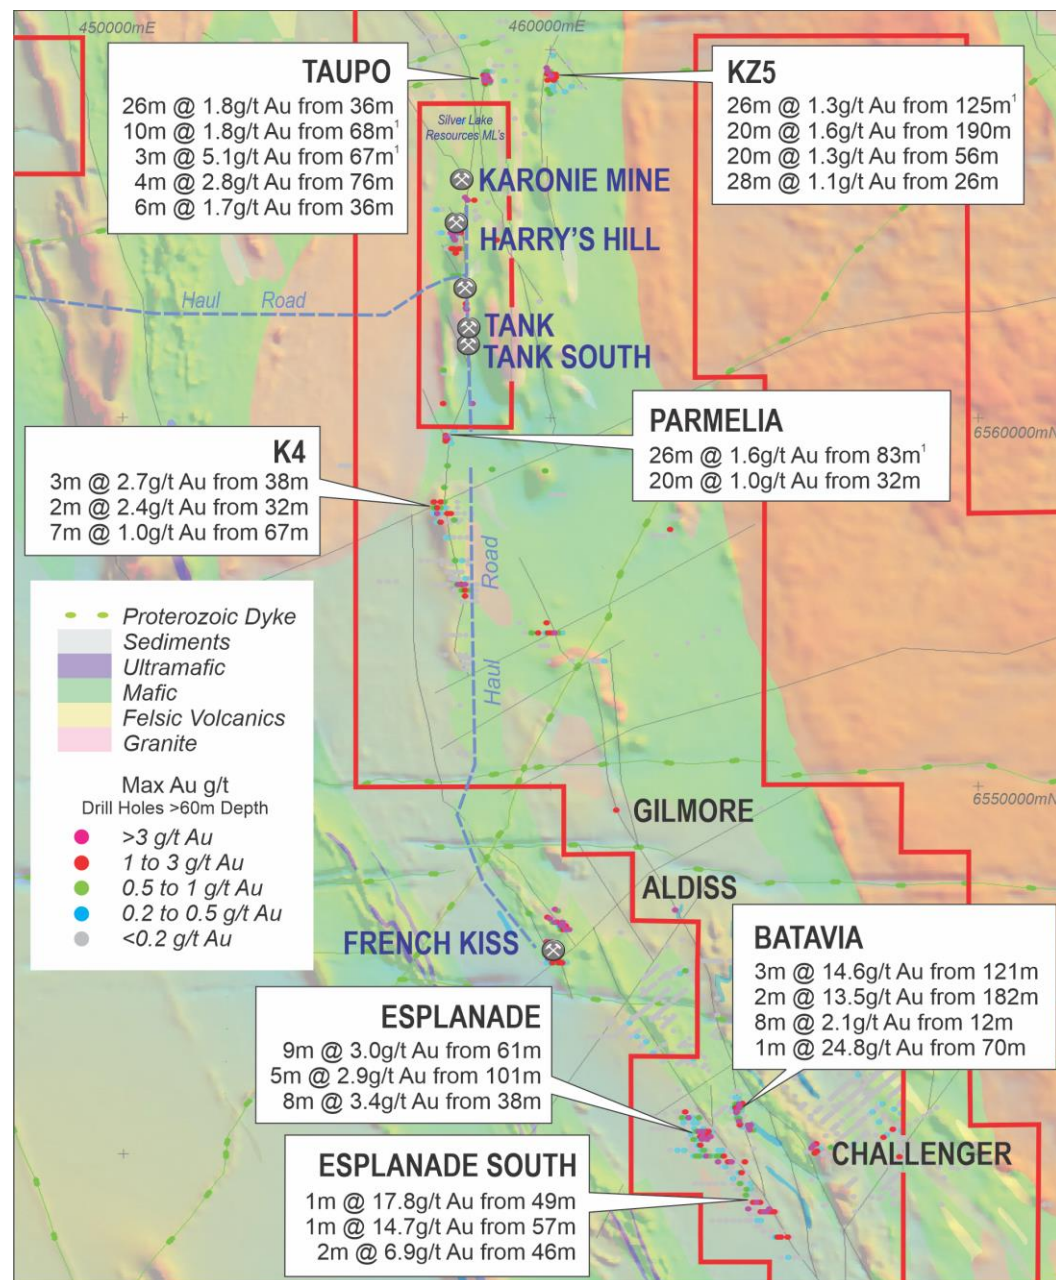 450000mE
460000mE
TAUPO
26m @ 1.8g/t Au from 36m
10m @ 1.8g/t Au from 68m¹
3m @ 5.1g/t Au from 67m¹
4m @ 2.8g/t Au from 76m
6m @ 1.7g/t Au from 36m
KZ5
26m @ 1.3g/t Au from 125m¹
20m @ 1.6g/t Au from 190m
20m @ 1.3g/t Au from 56m
28m @ 1.1g/t Au from 26m
Silver Lake
Resources ML's
KARONIE MINE
HARRY'S HILL
Haul Road
TANK
TANK SOUTH
PARMELIA
26m @ 1.6g/t Au from 83m¹
20m @ 1.0g/t Au from 32m
6560000mN
K4
3m @ 2.7g/t Au from 38m
2m @ 2.4g/t Au from 32m
7m @ 1.0g/t Au from 67m
Haul Road
Proterozoic Dyke
Sediments
Ultramafic
Mafic
Felsic Volcanics
Granite
Max Au g/t
Drill Holes >60m Depth
>3 g/t Au
1 to 3 g/t Au
0.5 to 1 g/t Au
0.2 to 0.5 g/t Au
<0.2 g/t Au
6550000mN
GILMORE
ALDISS
FRENCH KISS
BATAVIA
3m @ 14.6g/t Au from 121m
2m @ 13.5g/t Au from 182m
8m @ 2.1g/t Au from 12m
1m @ 24.8g/t Au from 70m
ESPLANADE
9m @ 3.0g/t Au from 61m
5m @ 2.9g/t Au from 101m
8m @ 3.4g/t Au from 38m
CHALLENGER
ESPLANADE SOUTH
1m @ 17.8g/t Au from 49m
1m @ 14.7g/t Au from 57m
2m @ 6.9g/t Au from 46m